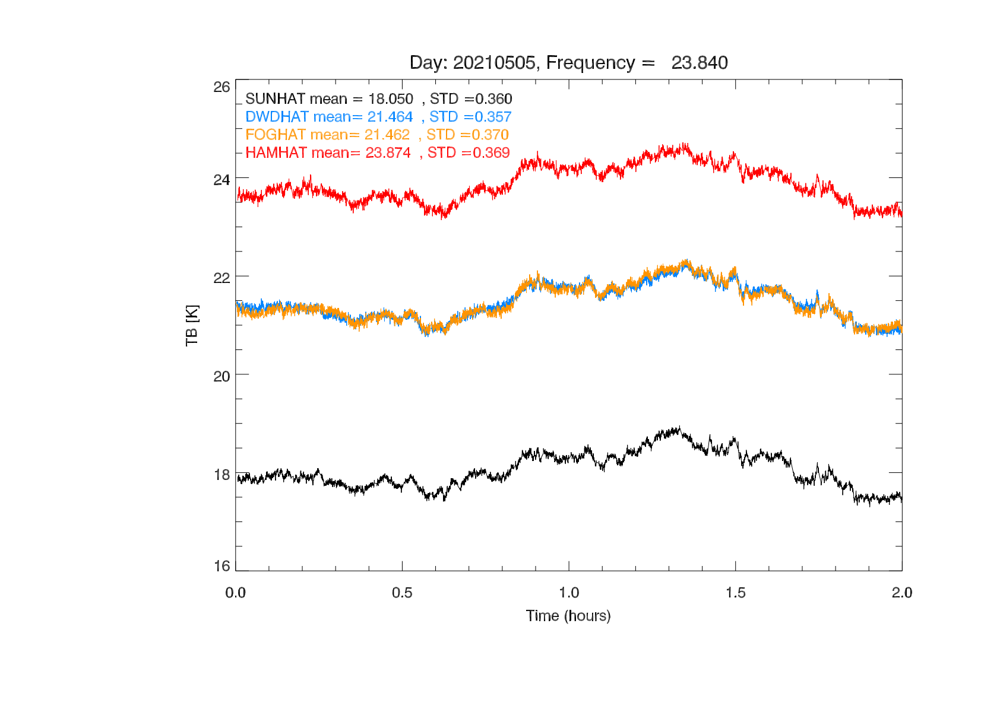 Day: 20210505, Frequency = 23.840
26
SUNHAT mean = 18.050 , STD =0.360
DWDHAT mean= 21.464 , STD =0.357
FOGHAT mean= 21.462 , STD =0.370
HAMHAT mean= 23.874 , STD =0.369
24
22
20
18
16
TB [K]
0.0 0.5 1.0 1.5 2.0
Time (hours)